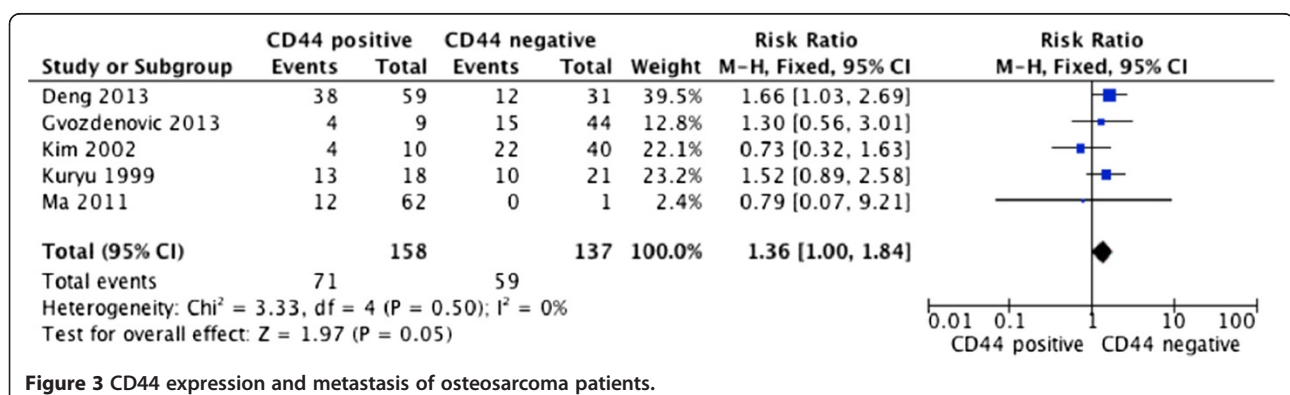 CD44 positive CD44 negative Risk Ratio Risk Ratio
Study or Subgroup Events Total Events Total Weight M-H, Fixed, 95% CI M-H, Fixed, 95% CI
Deng 2013 38 59 12 31 39.5% 1.66 [1.03, 2.69]
Gvozdenovic 2013 4 9 15 44 12.8% 1.30 [0.56, 3.01]
Kim 2002 4 10 22 40 22.1% 0.73 [0.32, 1.63]
Kuryu 1999 13 18 10 21 23.2% 1.52 [0.89, 2.58]
Ma 2011 12 62 0 1 2.4% 0.79 [0.07, 9.21]
Total (95% CI) 158 137 100.0% 1.36 [1.00, 1.84]
Total events 71 59
Heterogeneity: Chi² = 3.33, df = 4 (P = 0.50); I² = 0%
Test for overall effect: Z = 1.97 (P = 0.05)
0.01 0.1 1 10 100
CD44 positive CD44 negative
Figure 3 CD44 expression and metastasis of osteosarcoma patients.